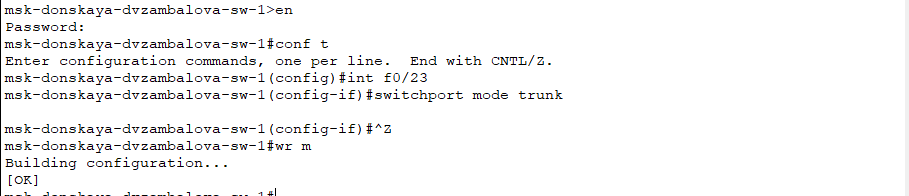 msk-donskaya-dvzambalova-sw-1>en
Password:
msk-donskaya-dvzambalova-sw-1#conf t
Enter configuration commands, one per line.  End with CNTL/Z.
msk-donskaya-dvzambalova-sw-1(config)#int f0/23
msk-donskaya-dvzambalova-sw-1(config-if)#switchport mode trunk
msk-donskaya-dvzambalova-sw-1(config-if)#^Z
msk-donskaya-dvzambalova-sw-1#wr m
Building configuration...
[OK]
msk-donskaya-dvzambalova-sw-1#